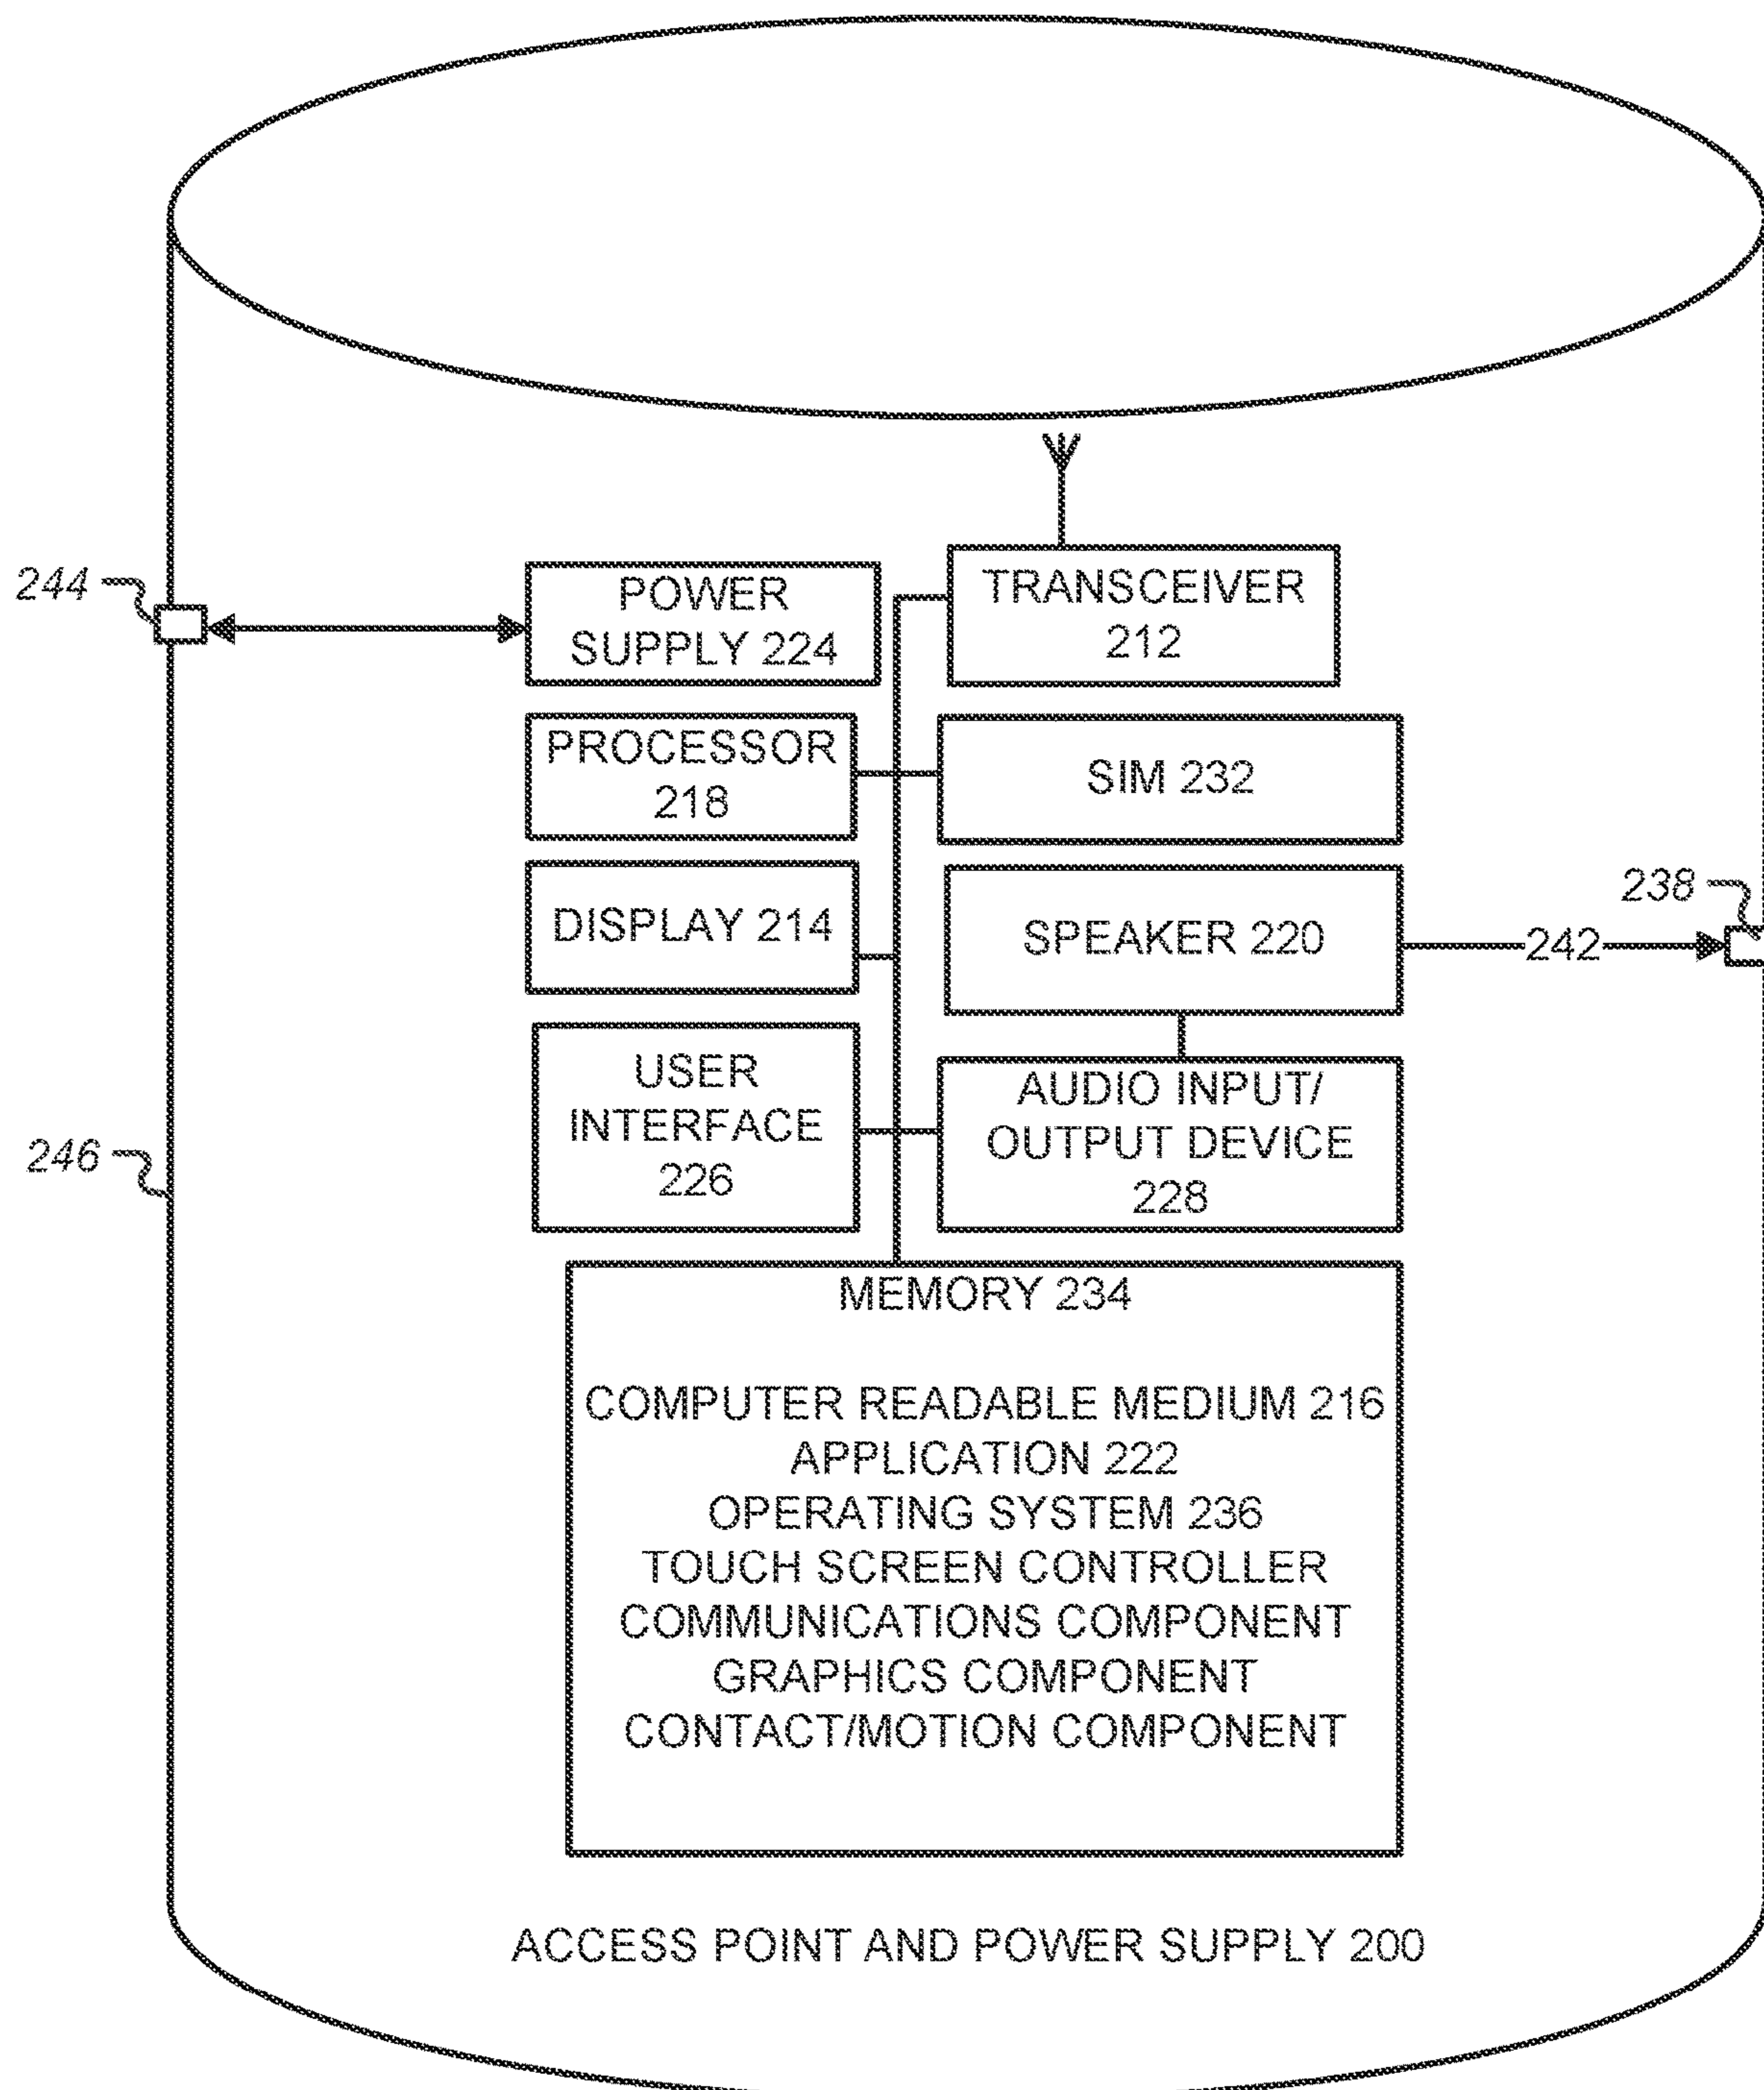 244
POWER
SUPPLY 224
TRANSCEIVER
212
PROCESSOR
218
SIM 232
DISPLAY 214
SPEAKER 220
242
238
USER
INTERFACE
226
AUDIO INPUT/
OUTPUT DEVICE
228
246
MEMORY 234
COMPUTER READABLE MEDIUM 216
APPLICATION 222
OPERATING SYSTEM 236
TOUCH SCREEN CONTROLLER
COMMUNICATIONS COMPONENT
GRAPHICS COMPONENT
CONTACT/MOTION COMPONENT
ACCESS POINT AND POWER SUPPLY 200